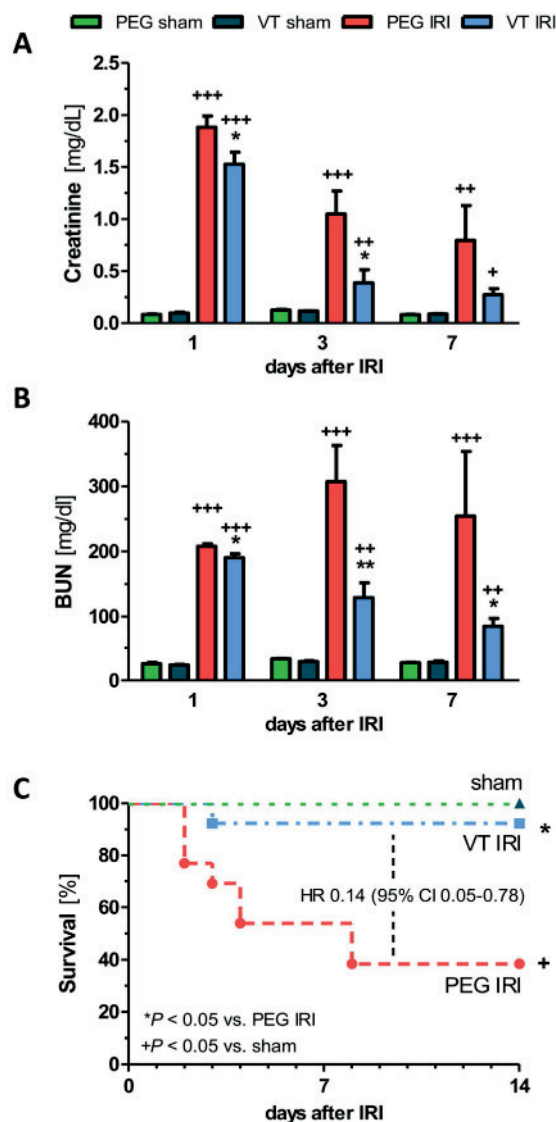 PEG sham VT sham PEG IRI VT IRI
A
Creatinine [mg/dL]
2.5
2.0
1.5
1.0
0.5
0.0
+++
+++
*
+++
++
*
++
+
1 3 7
days after IRI
B
BUN [mg/dl]
400
300
200
100
0
+++
+++
*
+++
++
**
+++
++
*
1 3 7
days after IRI
C
Survival [%]
100
80
60
40
20
0
sham
VT IRI
*
HR 0.14 (95% CI 0.05-0.78)
PEG IRI
+
*P < 0.05 vs. PEG IRI
+P < 0.05 vs. sham
0 7 14
days after IRI